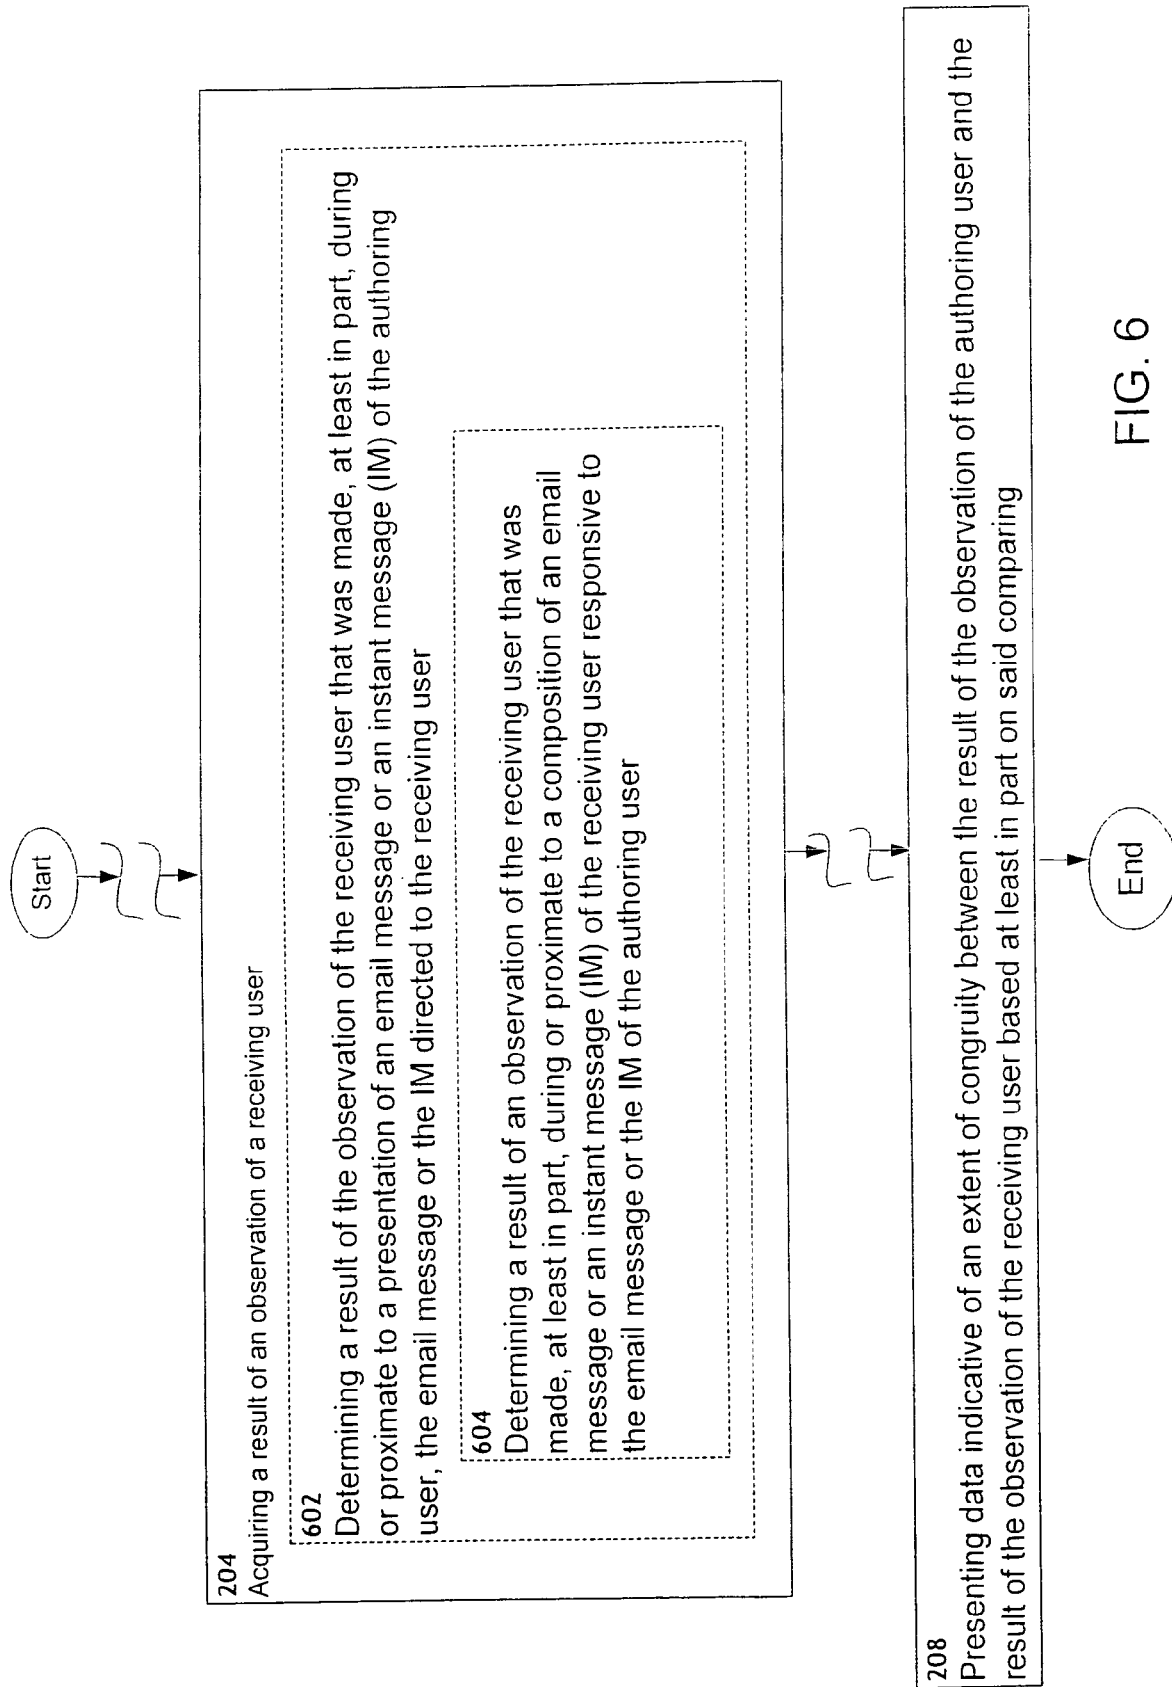 Start
204
Acquiring a result of an observation of a receiving user
602
Determining a result of the observation of the receiving user that was made, at least in part, during
or proximate to a presentation of an email message or an instant message (IM) of the authoring
user, the email message or the IM directed to the receiving user
604
Determining a result of an observation of the receiving user that was
made, at least in part, during or proximate to a composition of an email
message or an instant message (IM) of the receiving user responsive to
the email message or the IM of the authoring user
208
Presenting data indicative of an extent of congruity between the result of the observation of the authoring user and the
result of the observation of the receiving user based at least in part on said comparing
End
FIG. 6